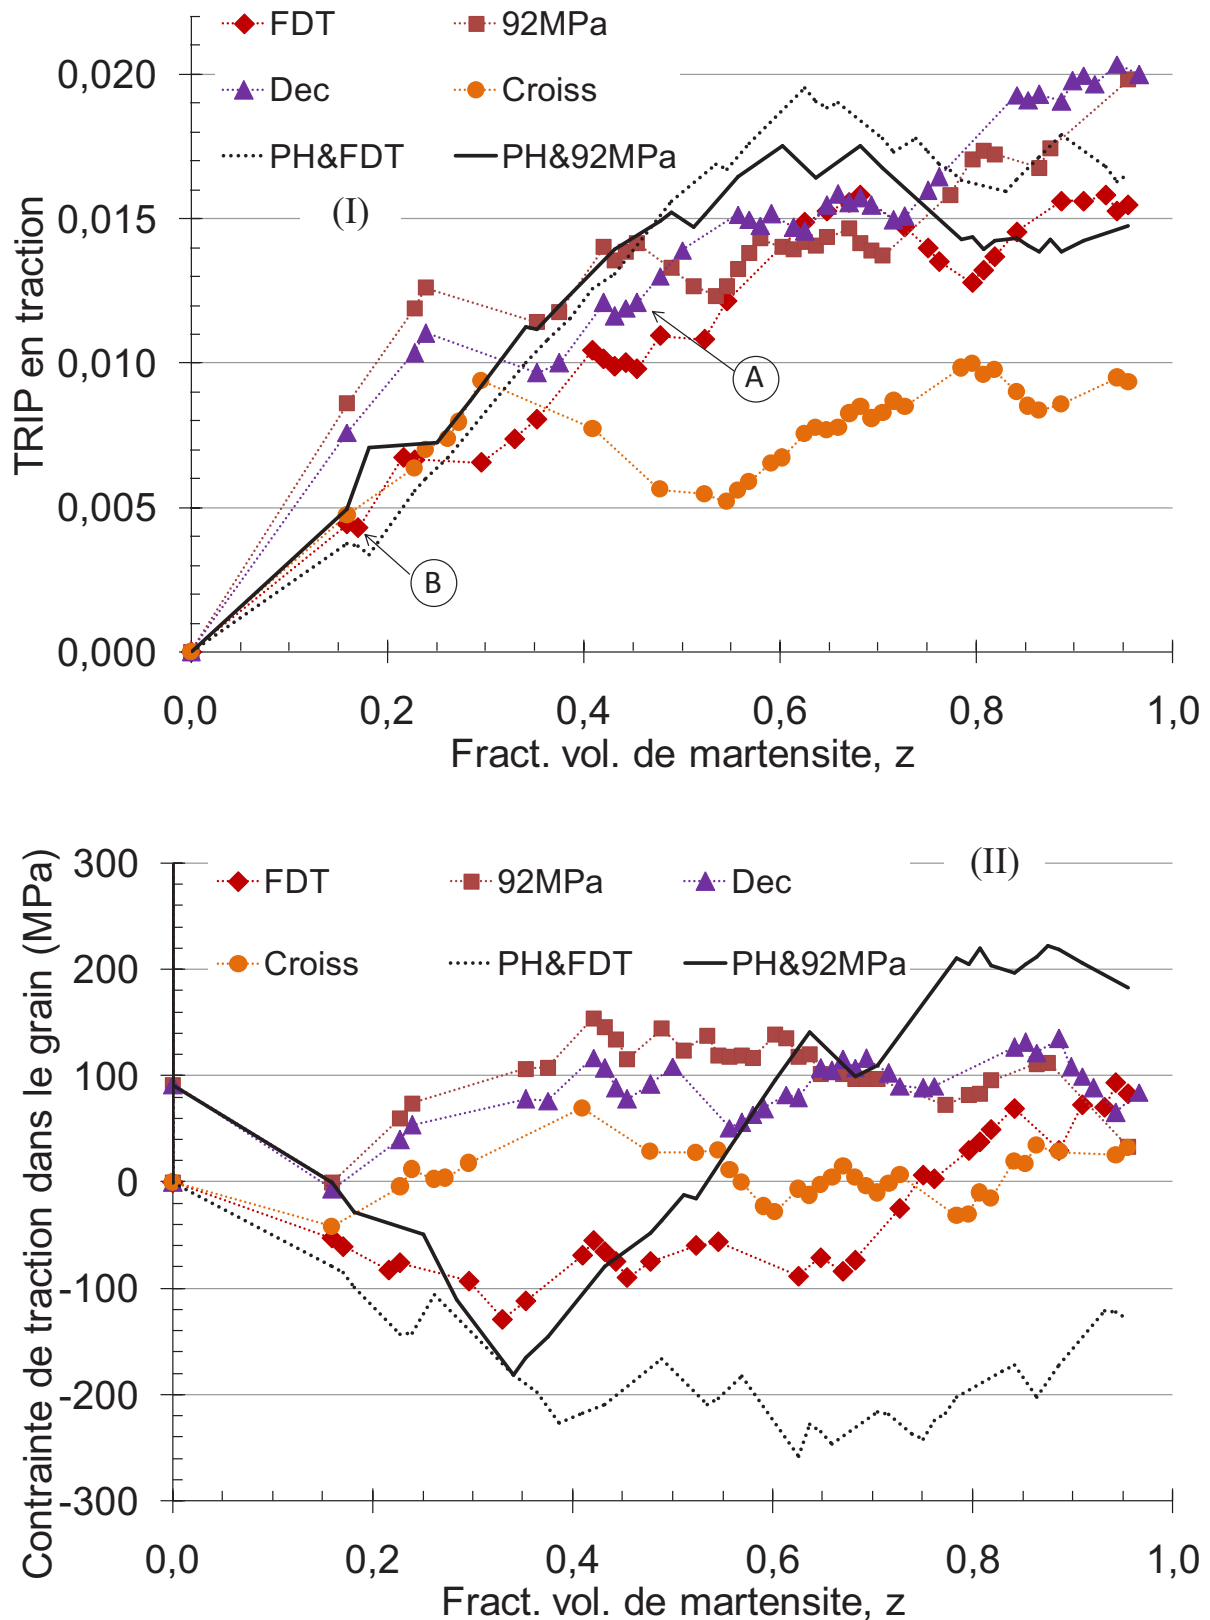 FDT 92MPa
0,020
Dec Croiss
PH&FDT PH&92MPa
(I)
0,015
0,010
A
0,005
B
0,000
0,0 0,2 0,4 0,6 0,8 1,0
TRIP en traction
Fract. vol. de martensite, z
300
(II)
FDT 92MPa Dec
200
Croiss PH&FDT PH&92MPa
100
0
-100
-200
-300
0,0 0,2 0,4 0,6 0,8 1,0
Contrainte de traction dans le grain (MPa)
Fract. vol. de martensite, z